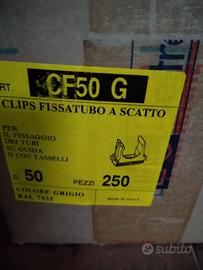 RT.
CF50 G
CLIPS FISSATUBO A SCATTO
PER
IL FISSAGGIO
DEI TUBI
SU GUIDA
O CON TASSELLI
D. 50
PEZZI 250
COLORE GRIGIO
RAL 7035
MADE IN ITALY
subito